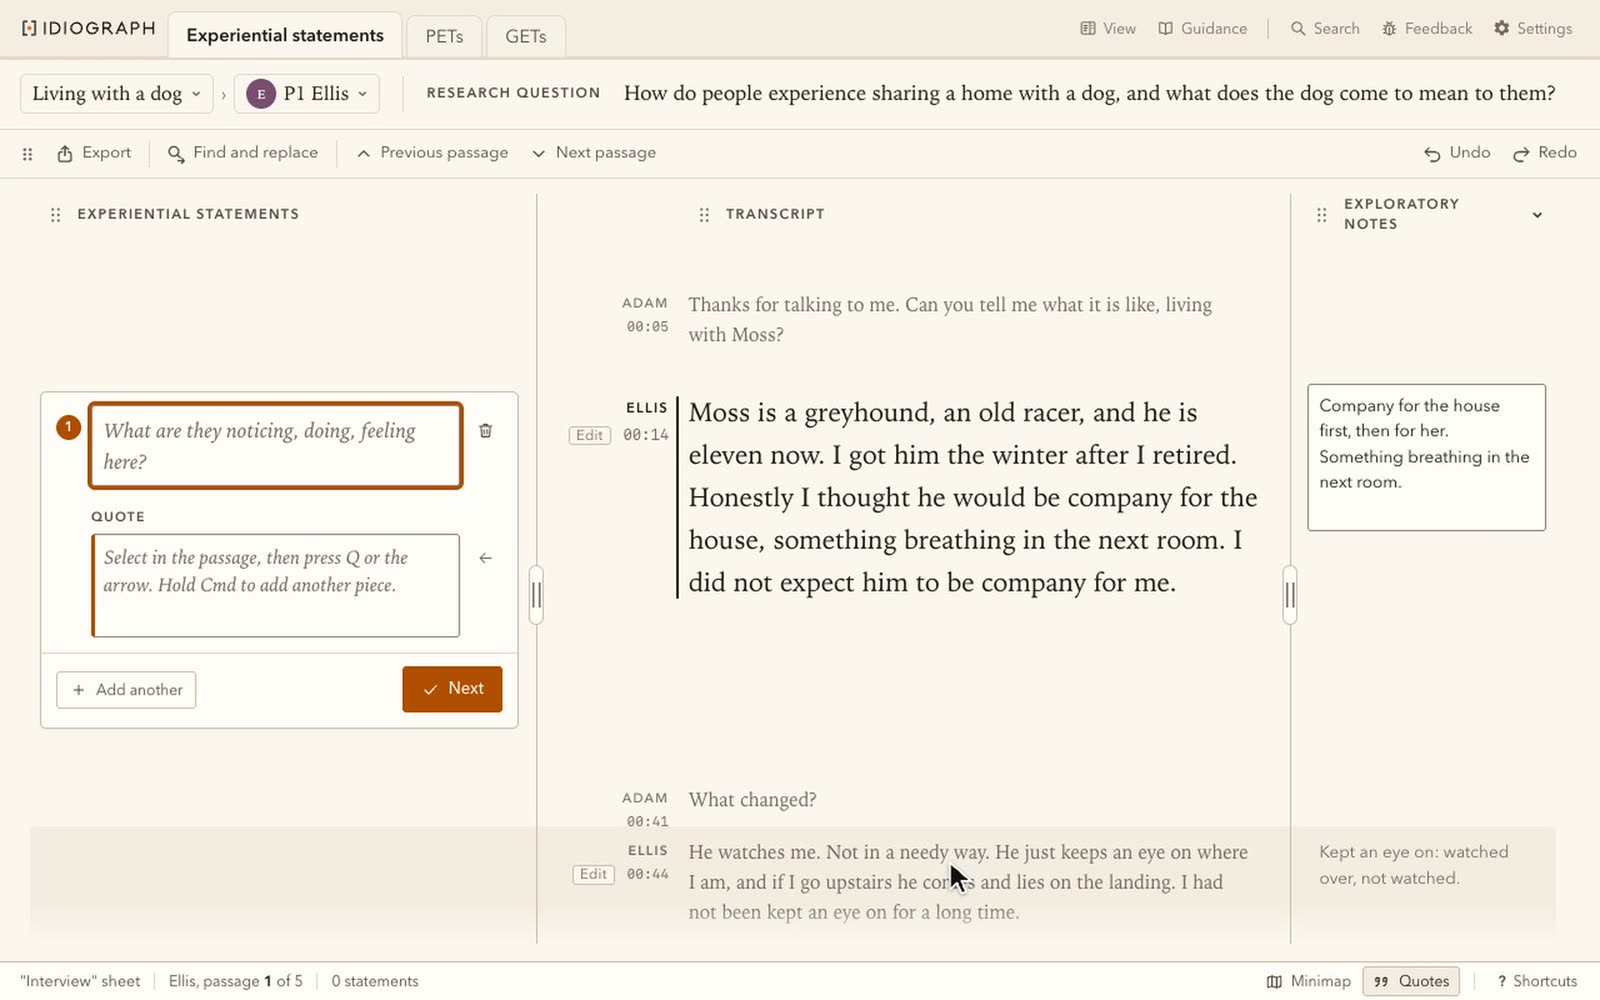 IDIOGRAPH
Experiential statements
PETs
GETs
View
Guidance
Search
Feedback
Settings
Living with a dog
›
E
P1 Ellis
RESEARCH QUESTION
How do people experience sharing a home with a dog, and what does the dog come to mean to them?
Export
Find and replace
Previous passage
Next passage
Undo
Redo
EXPERIENTIAL STATEMENTS
TRANSCRIPT
EXPLORATORY
NOTES
ADAM
00:05
Thanks for talking to me. Can you tell me what it is like, living
with Moss?
1
What are they noticing, doing, feeling
here?
QUOTE
Select in the passage, then press Q or the
arrow. Hold Cmd to add another piece.
Add another
Next
ELLIS
Edit
00:14
Moss is a greyhound, an old racer, and he is
eleven now. I got him the winter after I retired.
Honestly I thought he would be company for the
house, something breathing in the next room. I
did not expect him to be company for me.
Company for the house
first, then for her.
Something breathing in the
next room.
ADAM
00:41
What changed?
ELLIS
Edit
00:44
He watches me. Not in a needy way. He just keeps an eye on where
I am, and if I go upstairs he and lies on the landing. I had
not been kept an eye on for a long time.
Kept an eye on: watched
over, not watched.
"Interview" sheet
Ellis, passage 1 of 5
0 statements
Minimap
Quotes
? Shortcuts